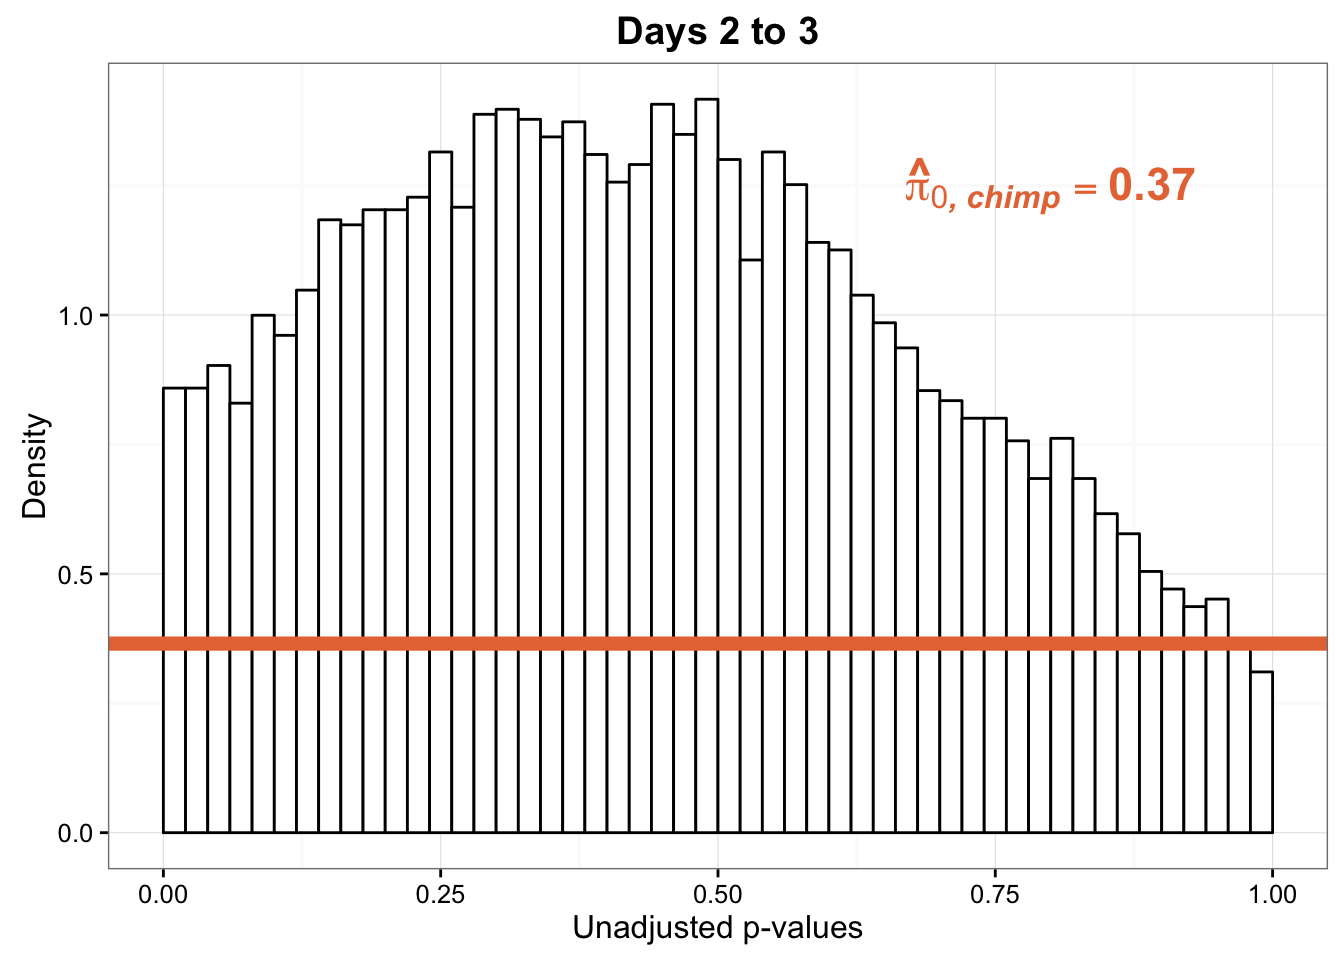 Days 2 to 3
π̂0, chimp = 0.37
Density
1.0
0.5
0.0
0.00 0.25 0.50 0.75 1.00
Unadjusted p-values